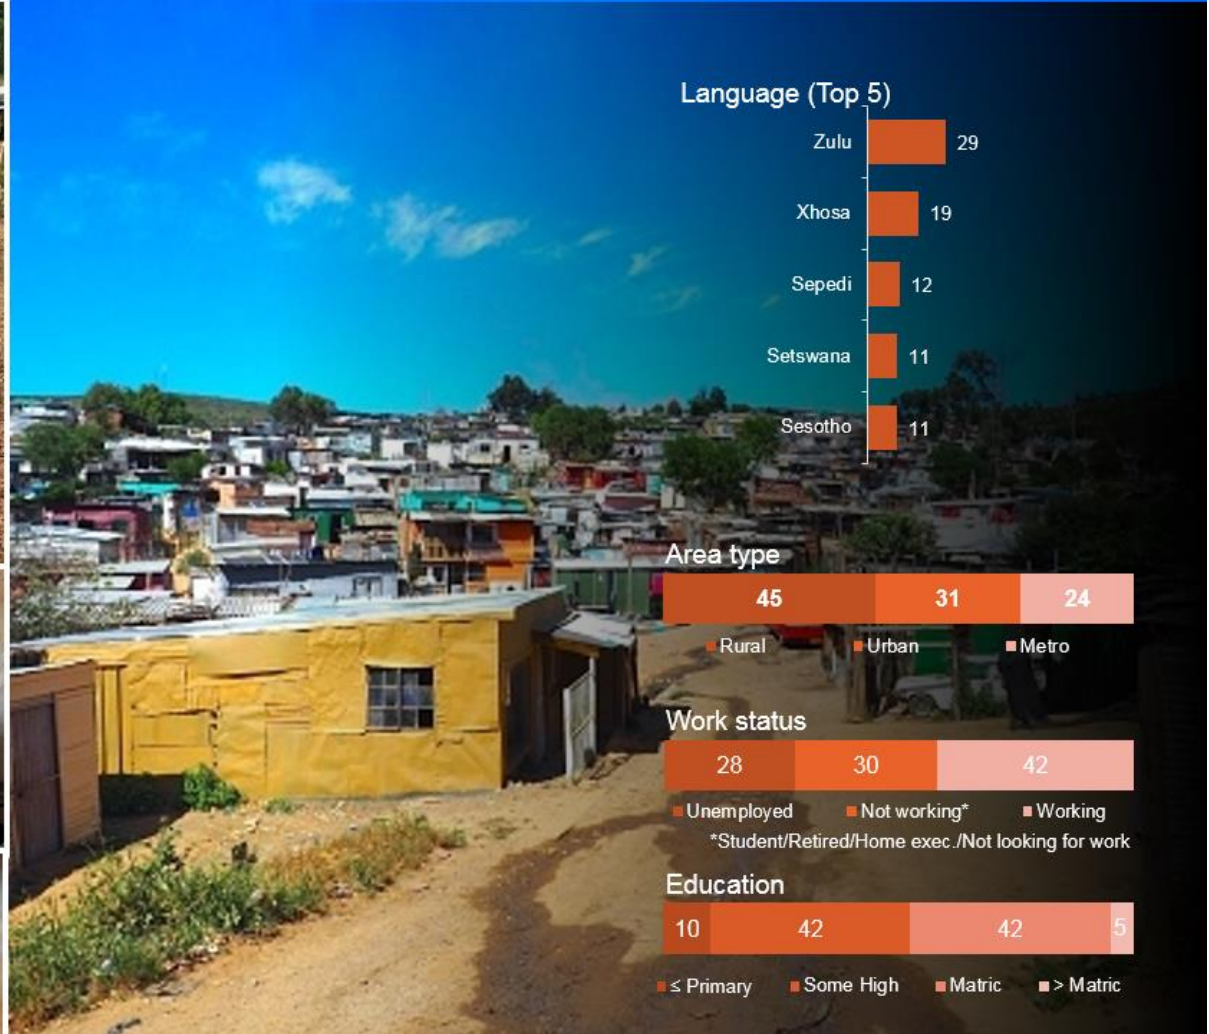 Language (Top 5)
Zulu 29
Xhosa 19
Sepedi 12
Setswana 11
Sesotho 11
Area type
45 31 24
Rural Urban Metro
Work status
28 30 42
Unemployed Not working* Working
*Student/Retired/Home exec./Not looking for work
Education
10 42 42 5
≤ Primary Some High Matric > Matric